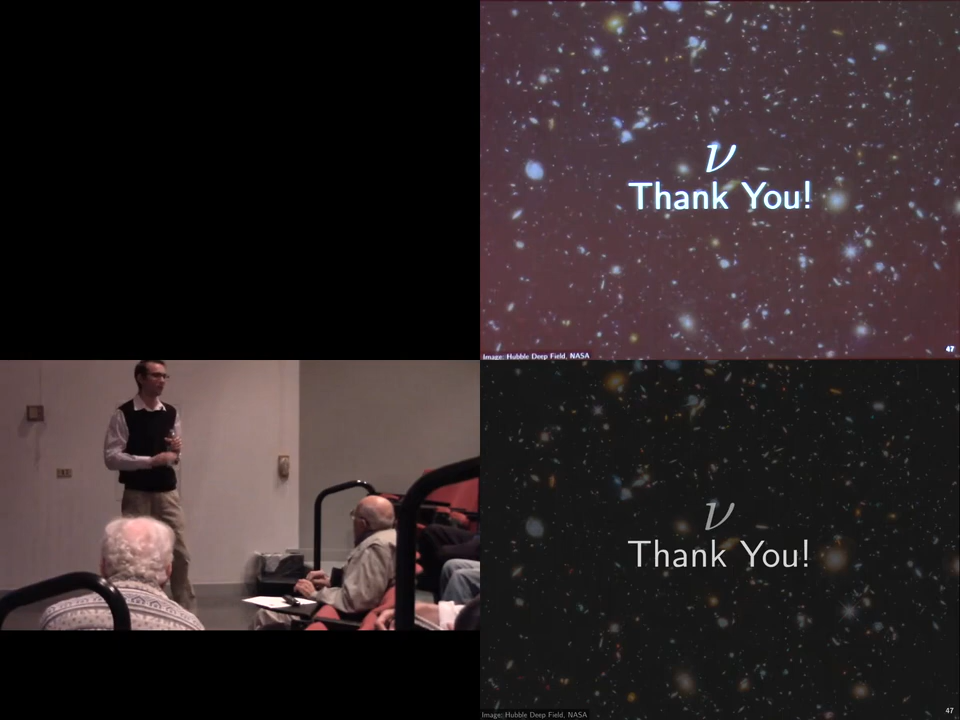 ν
Thank You!
Image: Hubble Deep Field, NASA
47
ν
Thank You!
Image: Hubble Deep Field, NASA
47